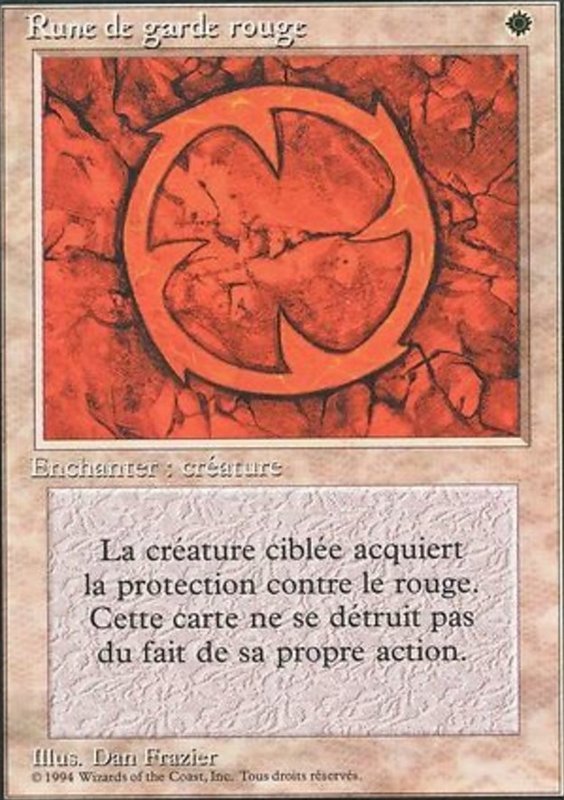 Rune de garde rouge
Enchanter : créature
La créature ciblée acquiert
la protection contre le rouge.
Cette carte ne se détruit pas
du fait de sa propre action.
Illus. Dan Frazier
© 1994 Wizards of the Coast, Inc. Tous droits réservés.